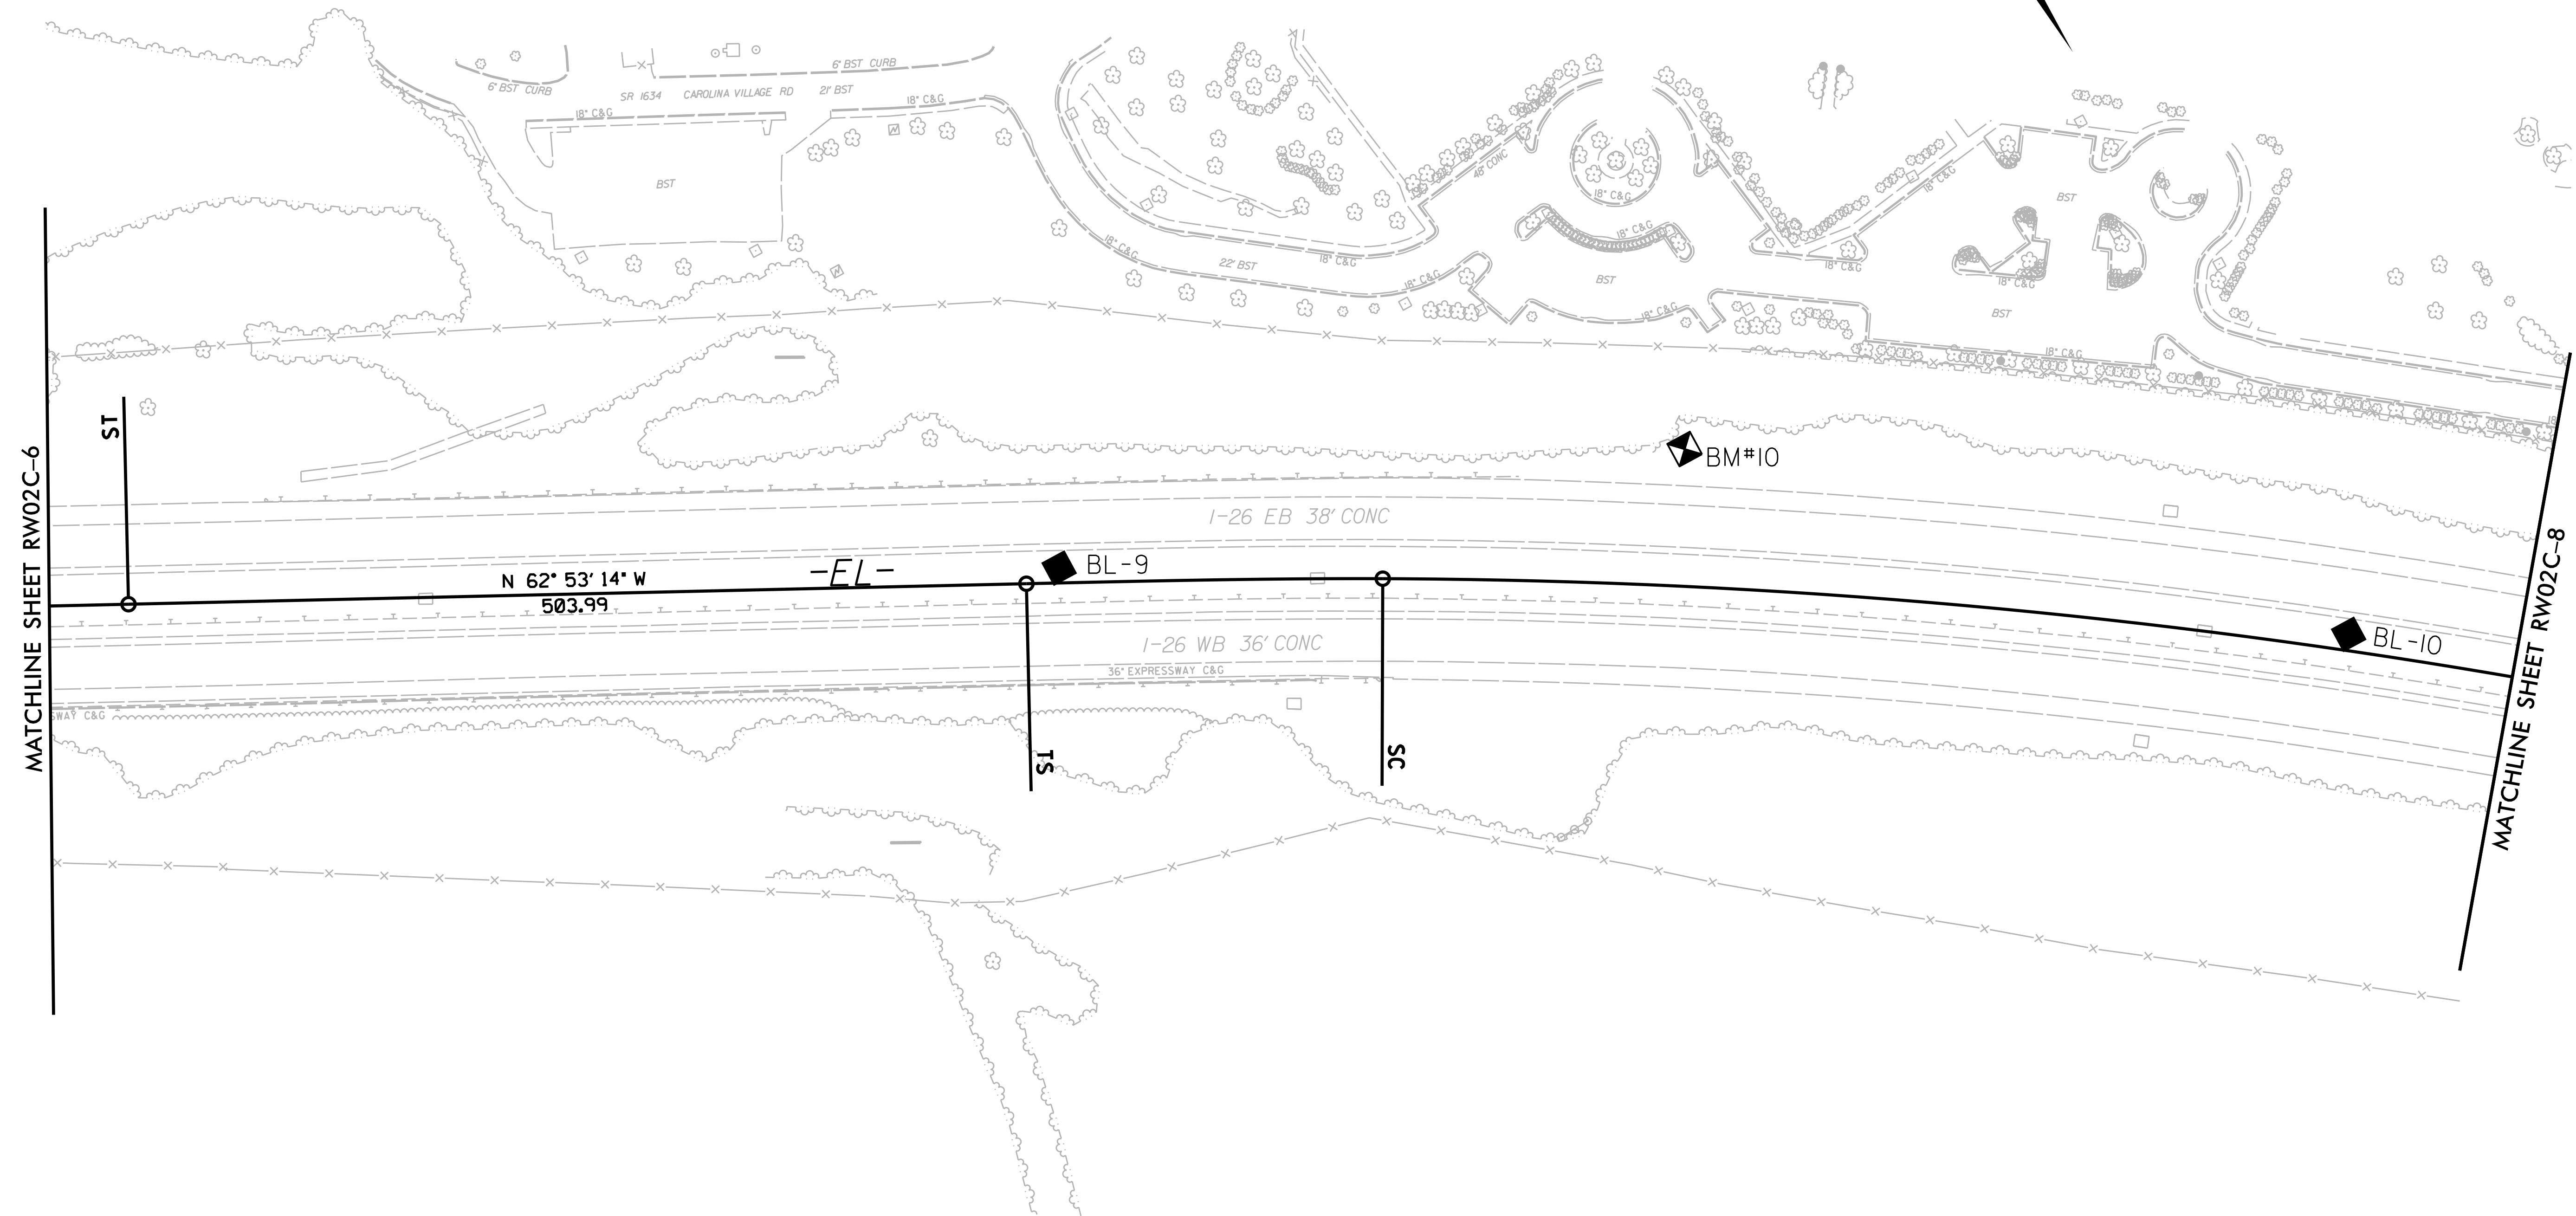 6" BST CURB
6" BST CURB
SR 1634 CAROLINA VILLAGE RD 21' BST
18" C&G
18" C&G
BST
48' CONC
18" C&G
18" C&G
18" C&G
BST
18" C&G
22' BST
18" C&G
18" C&G
BST
18" C&G
18" C&G
18" C&G
BST
18" C&G
18
ST
MATCHLINE SHEET RW02C-6
BM#10
I-26 EB 38' CONC
N 62° 53' 14" W
503.99
-EL-
BL-9
BL-10
I-26 WB 36' CONC
36" EXPRESSWAY C&G
SWAY C&G
TS
SC
MATCHLINE SHEET RW02C-8